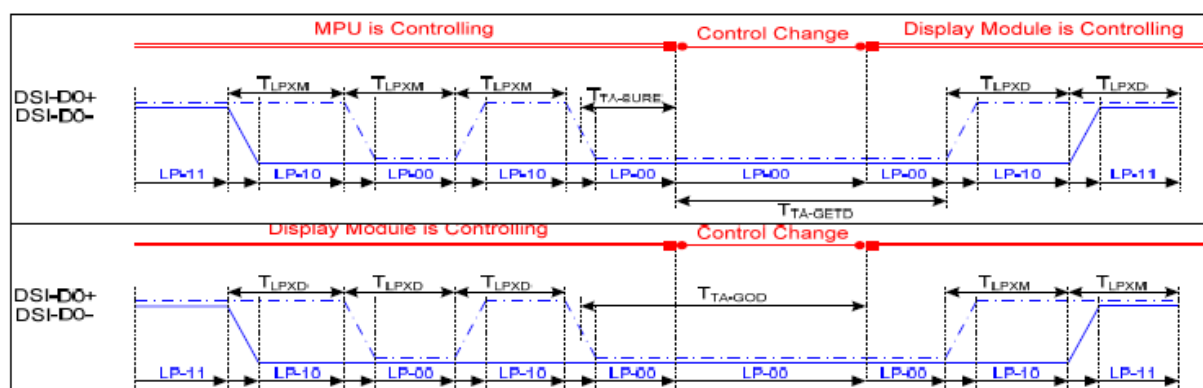 MPU is Controlling Control Change Display Module is Controlling
TLPXM TLPXM TLPXM TTA-SURE TLPXD TLPXD
DSI-D0+
DSI-D0-
LP-11 LP-10 LP-00 LP-10 LP-00 LP-00 LP-00 LP-10 LP-11
TTA-GETD
Display Module is Controlling Control Change
TLPXD TLPXD TLPXD TTA-GOD TLPXM TLPXM
DSI-D0+
DSI-D0-
LP-11 LP-10 LP-00 LP-10 LP-00 LP-00 LP-00 LP-10 LP-11